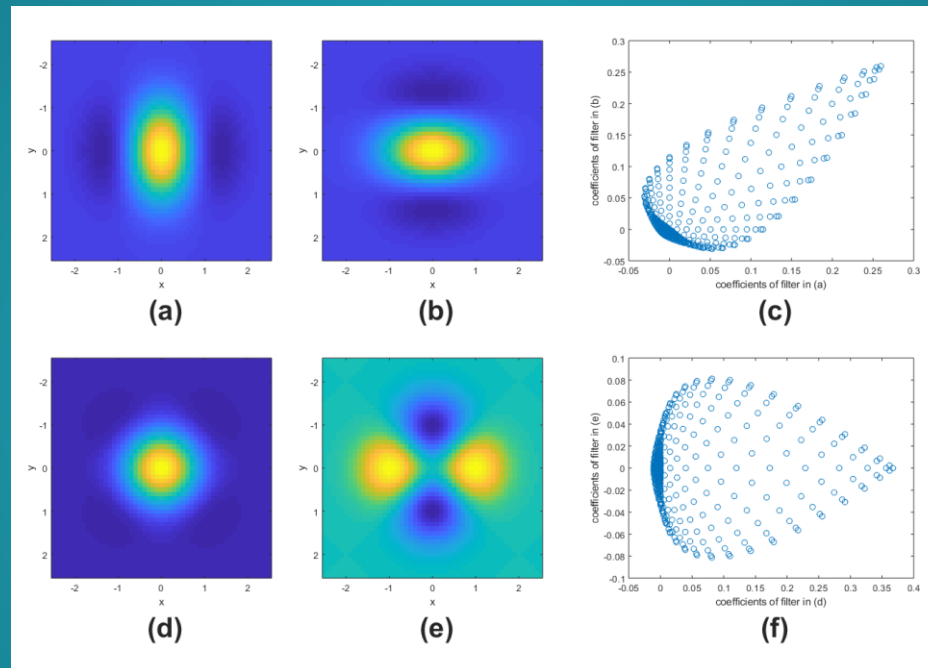 -2
-1
0
1
2
y
-2 -1 0 1 2
x
(a)
-2
-1
0
1
2
y
-2 -1 0 1 2
x
(b)
0.3
0.25
0.2
0.15
0.1
0.05
0
-0.05
coefficients of filter in (b)
-0.05 0 0.05 0.1 0.15 0.2 0.25 0.3
coefficients of filter in (a)
(c)
-2
-1
0
1
2
y
-2 -1 0 1 2
x
(d)
-2
-1
0
1
2
y
-2 -1 0 1 2
x
(e)
0.1
0.08
0.06
0.04
0.02
0
-0.02
-0.04
-0.06
-0.08
-0.1
coefficients of filter in (e)
-0.05 0 0.05 0.1 0.15 0.2 0.25 0.3 0.35 0.4
coefficients of filter in (d)
(f)